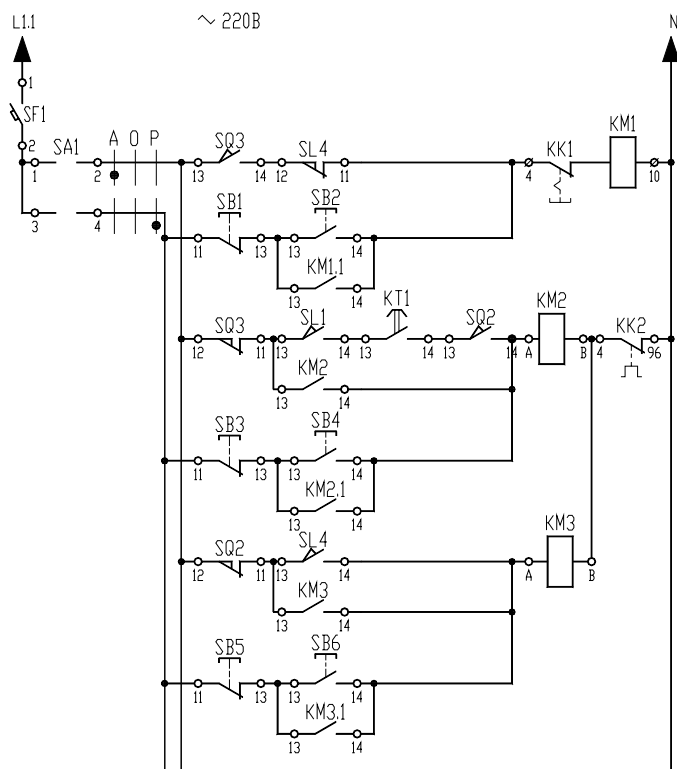 L1.1 ~ 220В N
1
SF1
2
SA1 A O P SQ3 SL4 KK1 KM1
1 2 13 14 12 11 4 10
SB1 SB2
3 4
11 13 13 14
KM1.1
13 14
KT1
SQ3 SL1 SQ2 KM2 KK2
12 11 13 14 13 14 13 14 A B 4 96
KM2
13 14
SB3 SB4
11 13 13 14
KM2.1
13 14
SQ2 SL4 KM3
12 11 13 14 A B
KM3
13 14
SB5 SB6
11 13 13 14
KM3.1
13 14